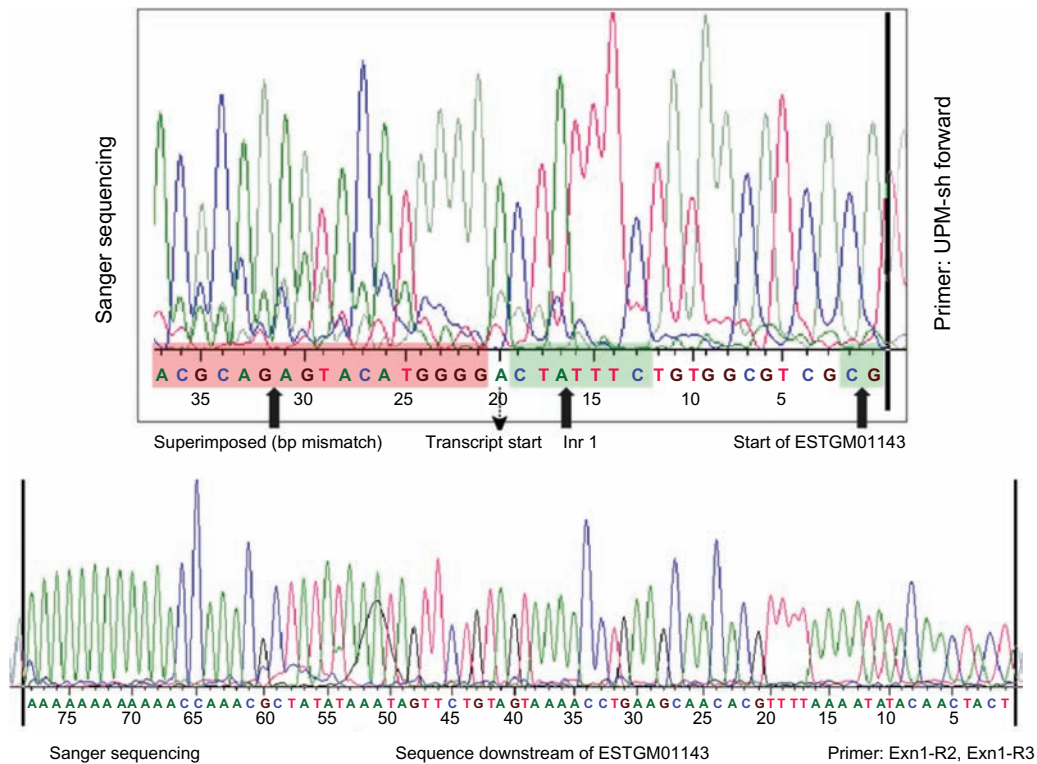 Sanger sequencing
Primer: UPM-sh forward
A C G C A G A G T A C A T G G G G A C T A T T T C T G T G G C G T C G C G
35 30 25 20 15 10 5
Superimposed (bp mismatch) Transcript start Inr 1 Start of ESTGM01143
AAAAAAAAAAAACCAAACGCTATATAAATAGTTCTGTAGTAAAACCTGAAGCAACACGTTTTAAAATATACAACTACT
75 70 65 60 55 50 45 40 35 30 25 20 15 10 5
Sanger sequencing Sequence downstream of ESTGM01143 Primer: Exn1-R2, Exn1-R3